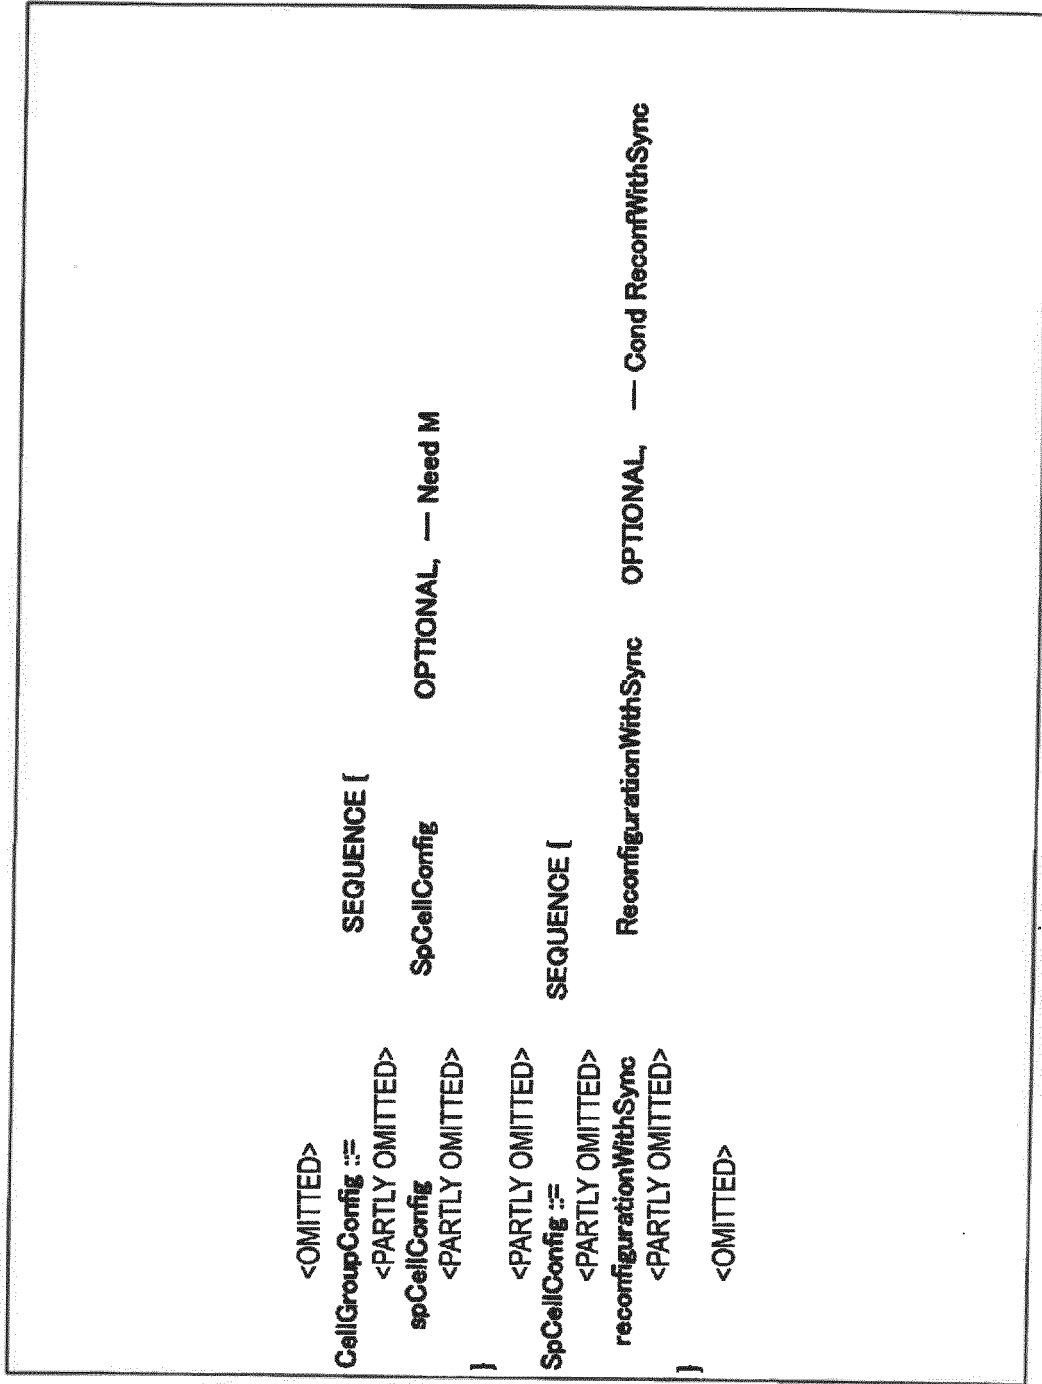 <OMITTED>
CellGroupConfig ::= SEQUENCE {
<PARTLY OMITTED>
spCellConfig SpCellConfig OPTIONAL, — Need M
<PARTLY OMITTED>
}
<PARTLY OMITTED>
SpCellConfig ::= SEQUENCE {
<PARTLY OMITTED>
reconfigurationWithSync ReconfigurationWithSync OPTIONAL, — Cond ReconfWithSync
<PARTLY OMITTED>
}
<OMITTED>